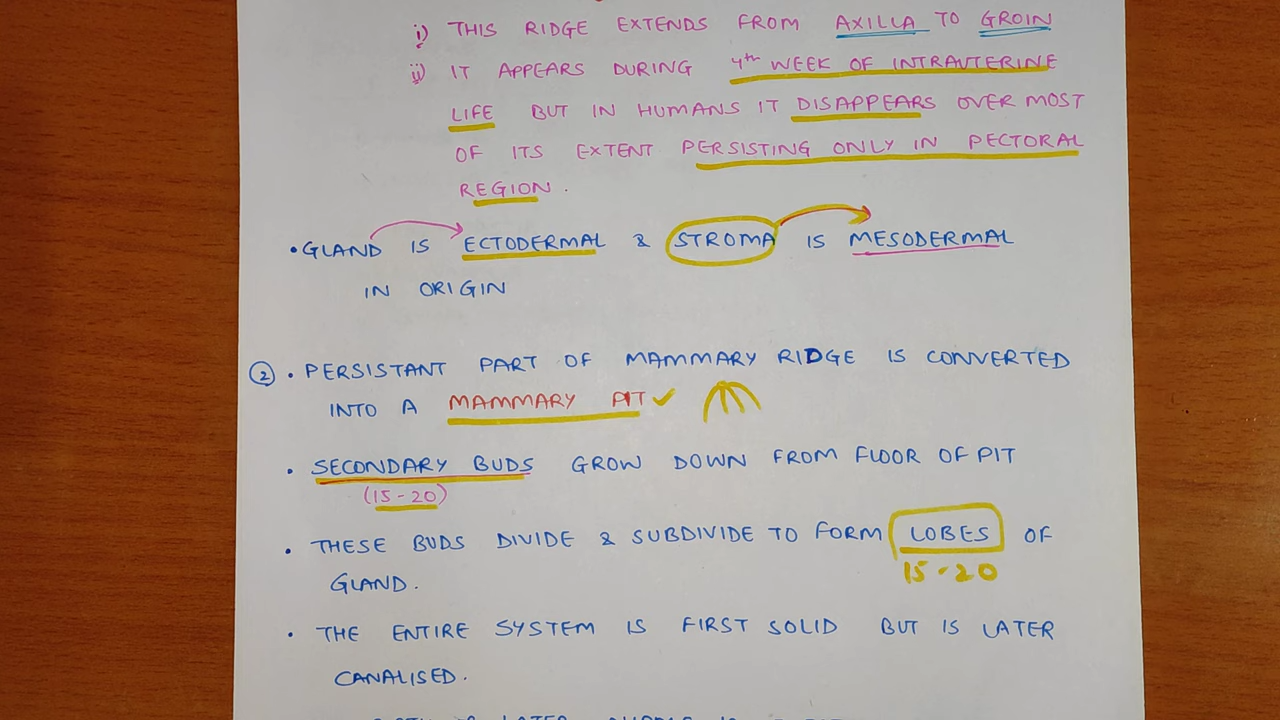 i) THIS RIDGE EXTENDS FROM AXILLA TO GROIN
ii) IT APPEARS DURING 4th WEEK OF INTRAUTERINE
LIFE BUT IN HUMANS IT DISAPPEARS OVER MOST
OF ITS EXTENT PERSISTING ONLY IN PECTORAL
REGION.
• GLAND IS ECTODERMAL & STROMA IS MESODERMAL
IN ORIGIN
② • PERSISTANT PART OF MAMMARY RIDGE IS CONVERTED
INTO A MAMMARY PIT
• SECONDARY BUDS GROW DOWN FROM FLOOR OF PIT
(15-20)
• THESE BUDS DIVIDE & SUBDIVIDE TO FORM LOBES OF
15-20
GLAND.
• THE ENTIRE SYSTEM IS FIRST SOLID BUT IS LATER
CANALISED.